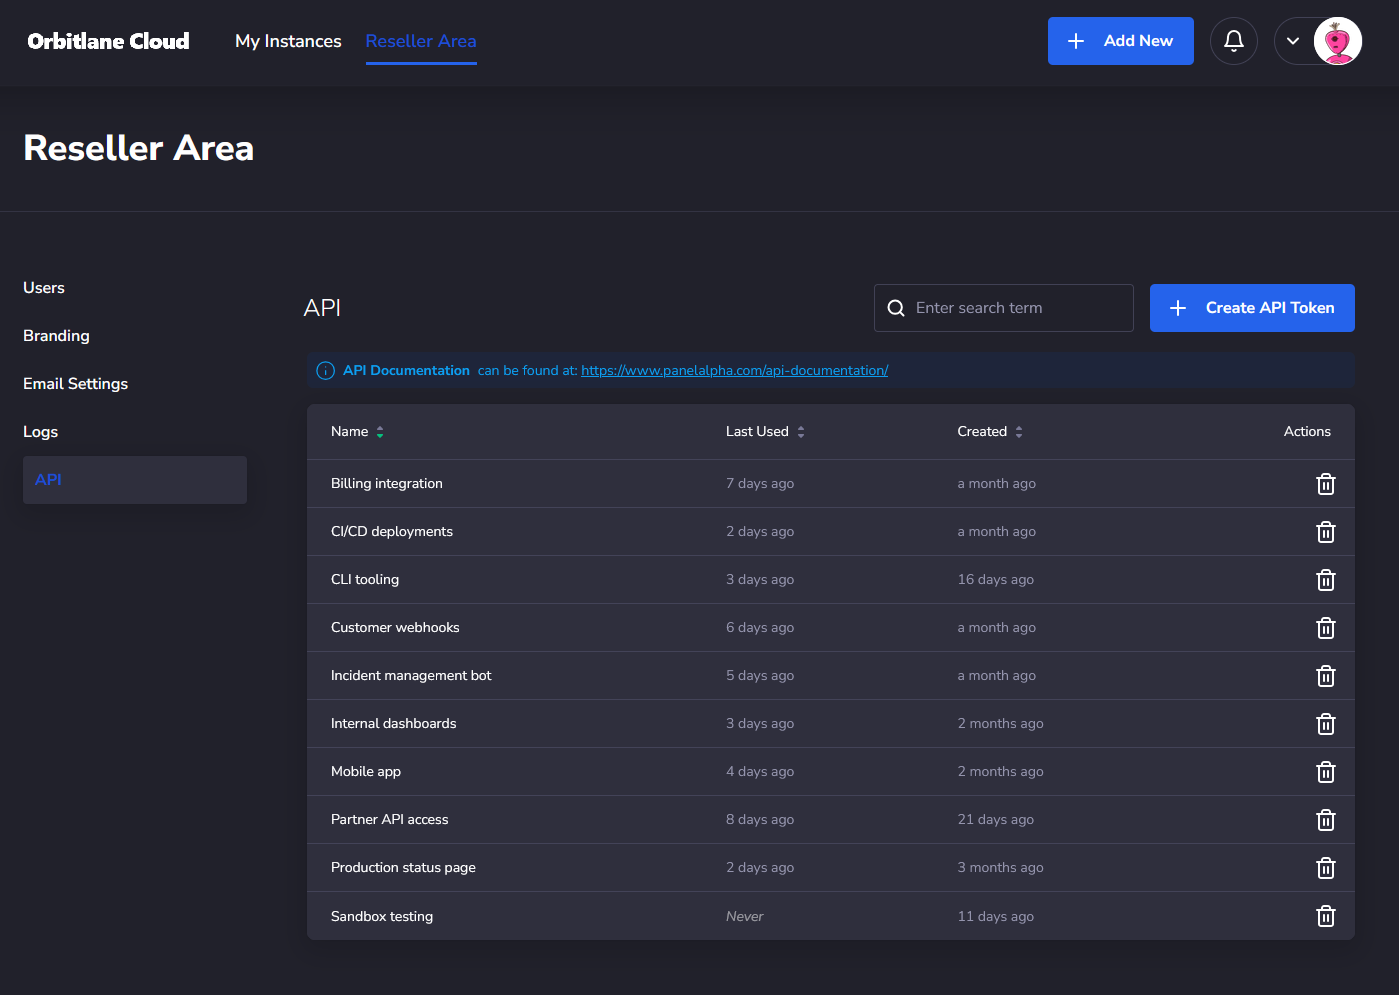 Orbitlane Cloud My Instances Reseller Area Add New
Reseller Area
Users
Branding
Email Settings
Logs
API
API Enter search term Create API Token
API Documentation can be found at: https://www.panelalpha.com/api-documentation/
Name Last Used Created Actions
Billing integration 7 days ago a month ago
CI/CD deployments 2 days ago a month ago
CLI tooling 3 days ago 16 days ago
Customer webhooks 6 days ago a month ago
Incident management bot 5 days ago a month ago
Internal dashboards 3 days ago 2 months ago
Mobile app 4 days ago 2 months ago
Partner API access 8 days ago 21 days ago
Production status page 2 days ago 3 months ago
Sandbox testing Never 11 days ago